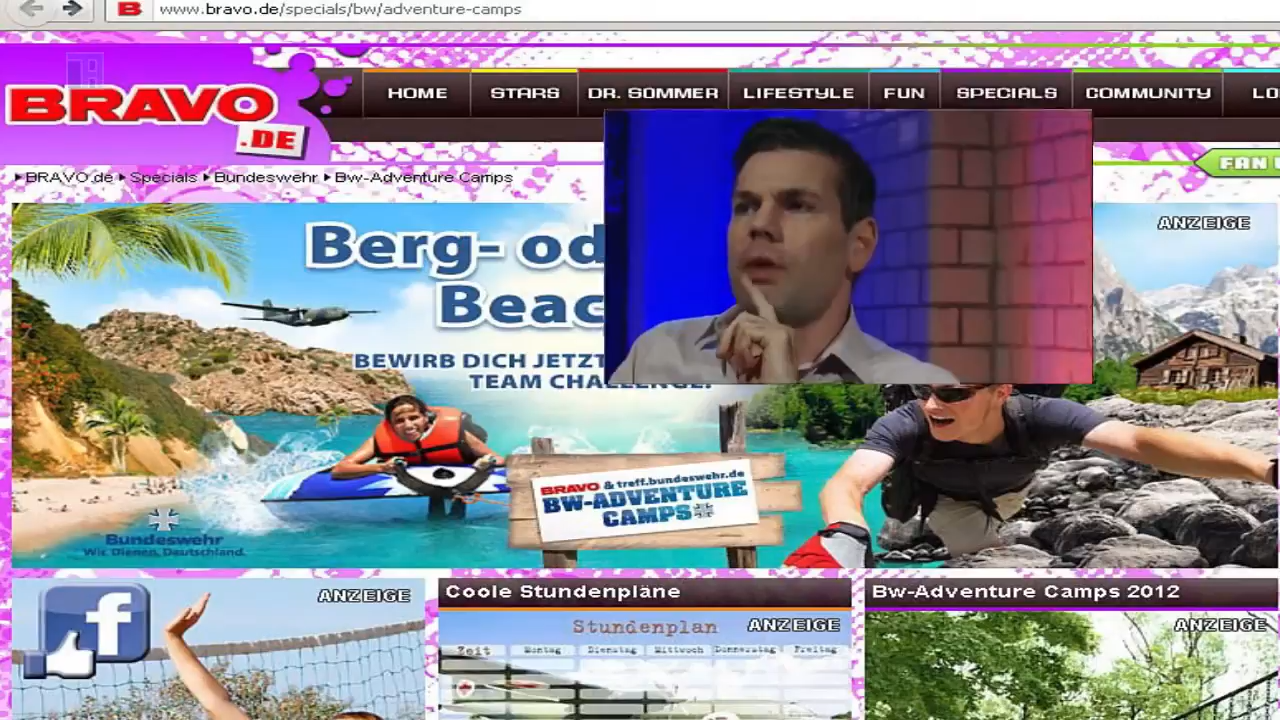 www.bravo.de/specials/bw/adventure-camps
BRAVO
.DE
HOME STARS DR. SOMMER LIFESTYLE FUN SPECIALS COMMUNITY LO
FAN
BRAVO.de Specials Bundeswehr Bw-Adventure Camps
ANZEIGE
Berg- od
Beac
BEWIRB DICH JETZT
TEAM CHALLENGE!
BRAVO & treff.bundeswehr.de
BW-ADVENTURE
CAMPS
Bundeswehr
Wir. Dienen. Deutschland.
f
ANZEIGE
Coole Stundenpläne
Stundenplan
ANZEIGE
Zeit Montag Dienstag Mittwoch Donnerstag Freitag
Bw-Adventure Camps 2012
ANZEIGE